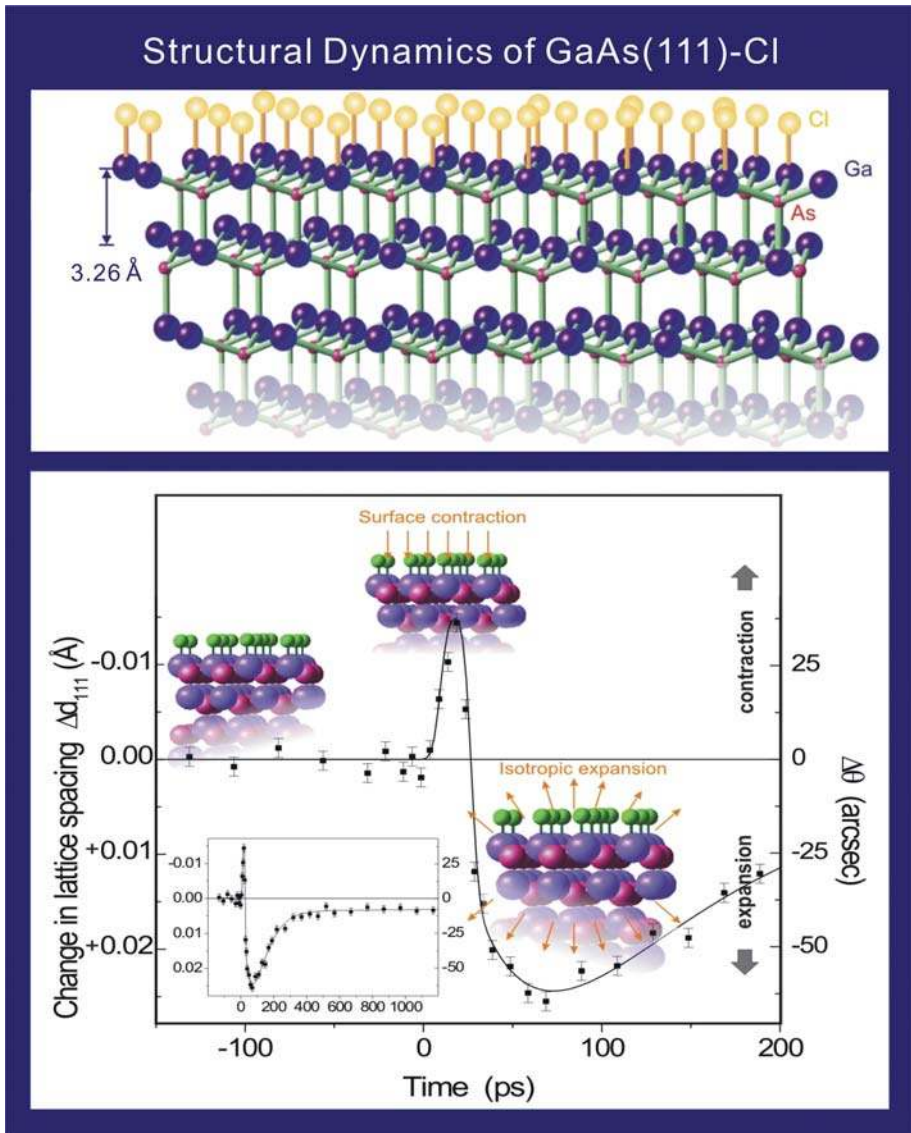 Structural Dynamics of GaAs(111)-Cl
Cl
Ga
As
3.26 Å
Surface contraction
contraction
-0.01
25
Change in lattice spacing Δd111 (Å)
0.00
0
Δθ (arcsec)
Isotropic expansion
+0.01
-25
expansion
+0.02
-50
-0.01
25
0.00
0
0.01
-25
0.02
-50
0 200 400 600 800 1000
-100 0 100 200
Time (ps)